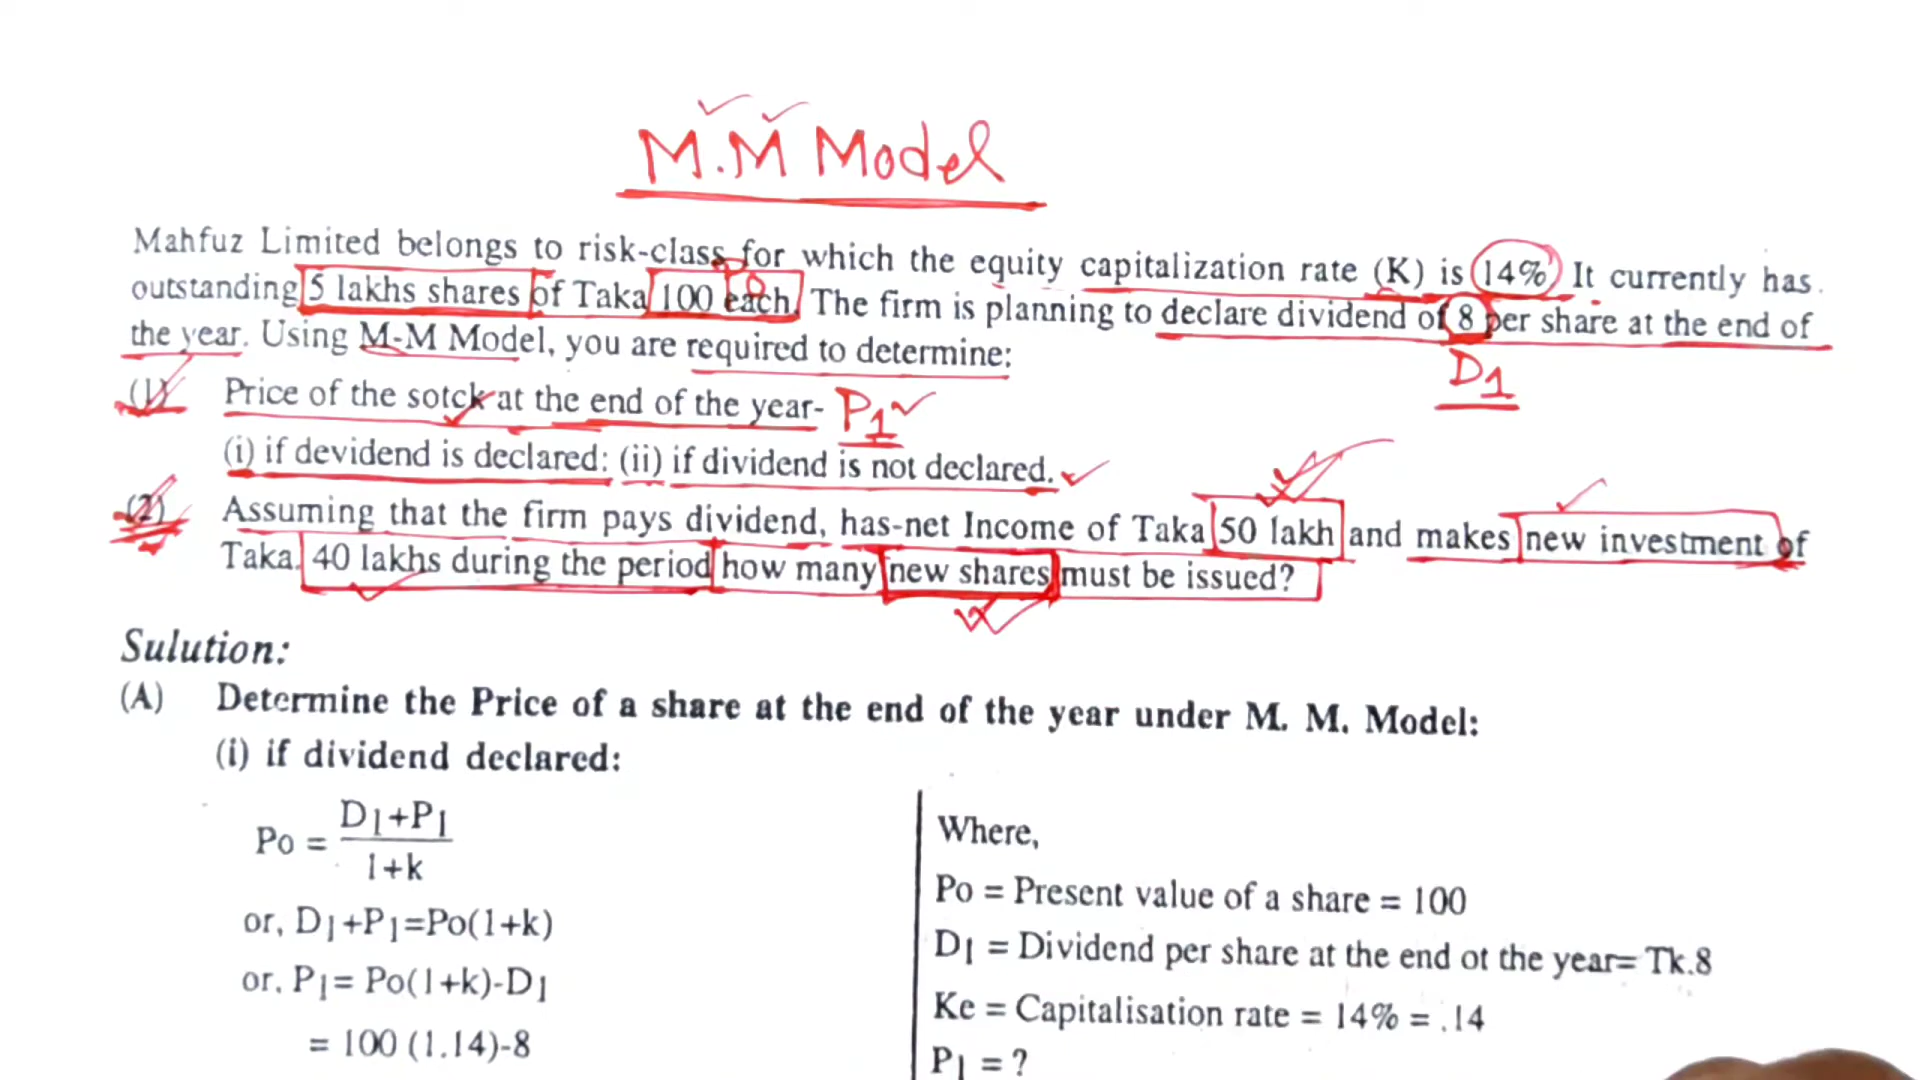 M.M Model
Mahfuz Limited belongs to risk-class for which the equity capitalization rate (K) is 14% It currently has.
outstanding 5 lakhs shares of Taka 100 each. The firm is planning to declare dividend of 8 per share at the end of
the year. Using M-M Model, you are required to determine:
D1
(1) Price of the sotck at the end of the year- P1
(i) if devidend is declared: (ii) if dividend is not declared.
(2) Assuming that the firm pays dividend, has-net Income of Taka 50 lakh and makes new investment of
Taka. 40 lakhs during the period how many new shares must be issued?
Sulution:
(A) Determine the Price of a share at the end of the year under M. M. Model:
(i) if dividend declared:
Po = D1+P1
1+k
or, D1+P1=Po(1+k)
or, P1= Po(1+k)-D1
= 100 (1.14)-8
Where,
Po = Present value of a share = 100
D1 = Dividend per share at the end ot the year= Tk.8
Ke = Capitalisation rate = 14% = .14
P1 = ?